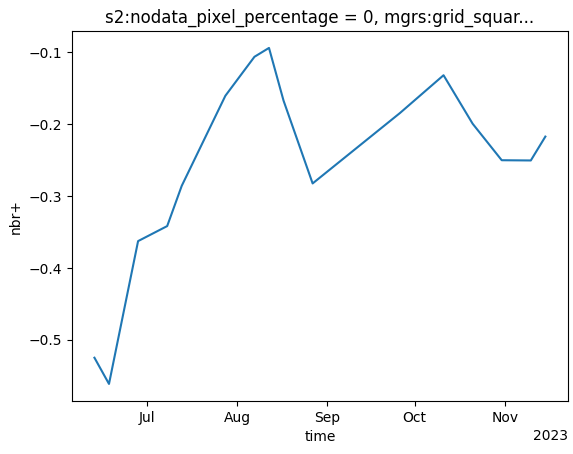 s2:nodata_pixel_percentage = 0, mgrs:grid_squar...
−0.1
−0.2
−0.3
−0.4
−0.5
nbr+
Jul Aug Sep Oct Nov
time
2023